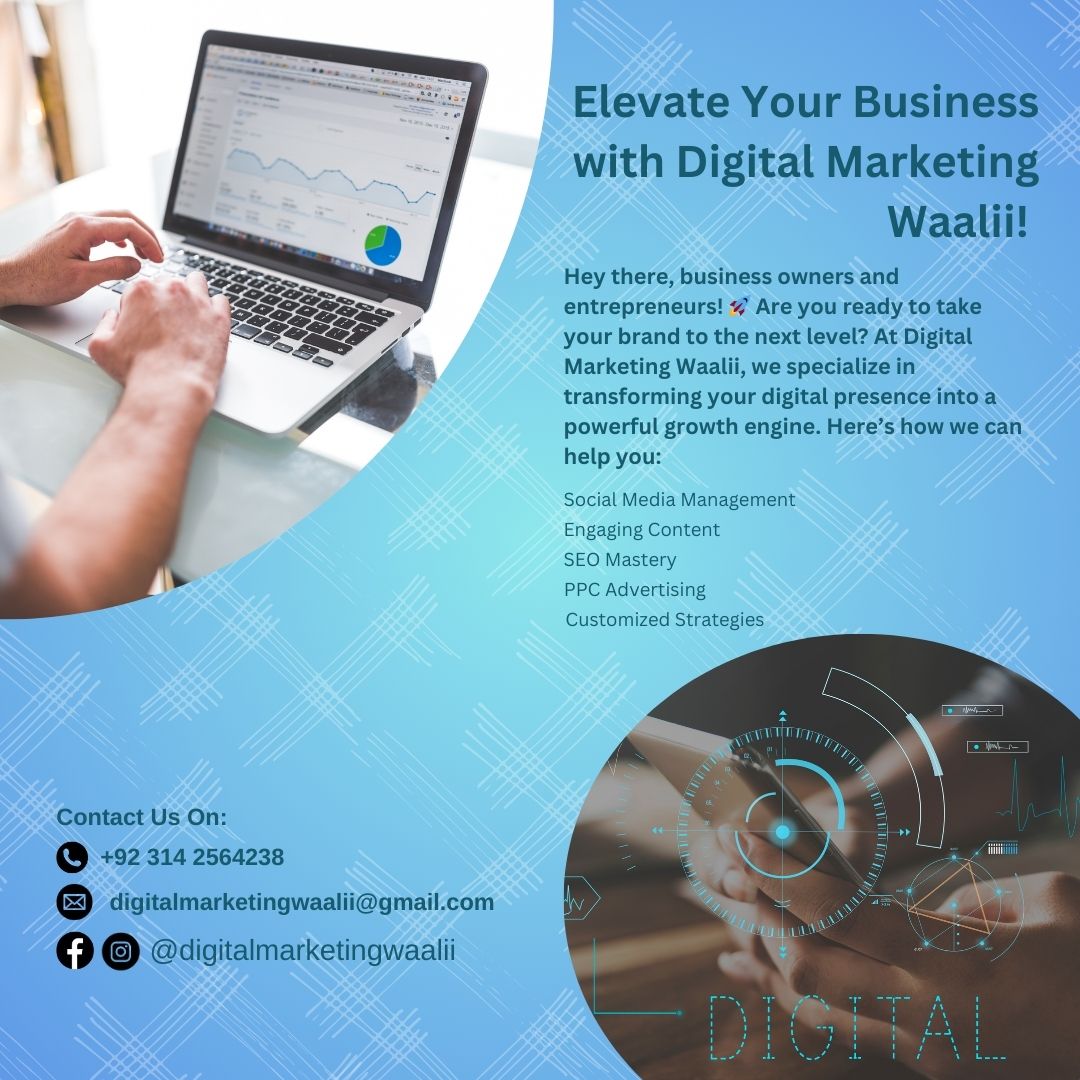 Elevate Your Business
with Digital Marketing
Waalii!
Hey there, business owners and
entrepreneurs! 🚀 Are you ready to take
your brand to the next level? At Digital
Marketing Waalii, we specialize in
transforming your digital presence into a
powerful growth engine. Here’s how we can
help you:
Social Media Management
Engaging Content
SEO Mastery
PPC Advertising
Customized Strategies
Contact Us On:
+92 314 2564238
digitalmarketingwaalii@gmail.com
@digitalmarketingwaalii
DIGITAL